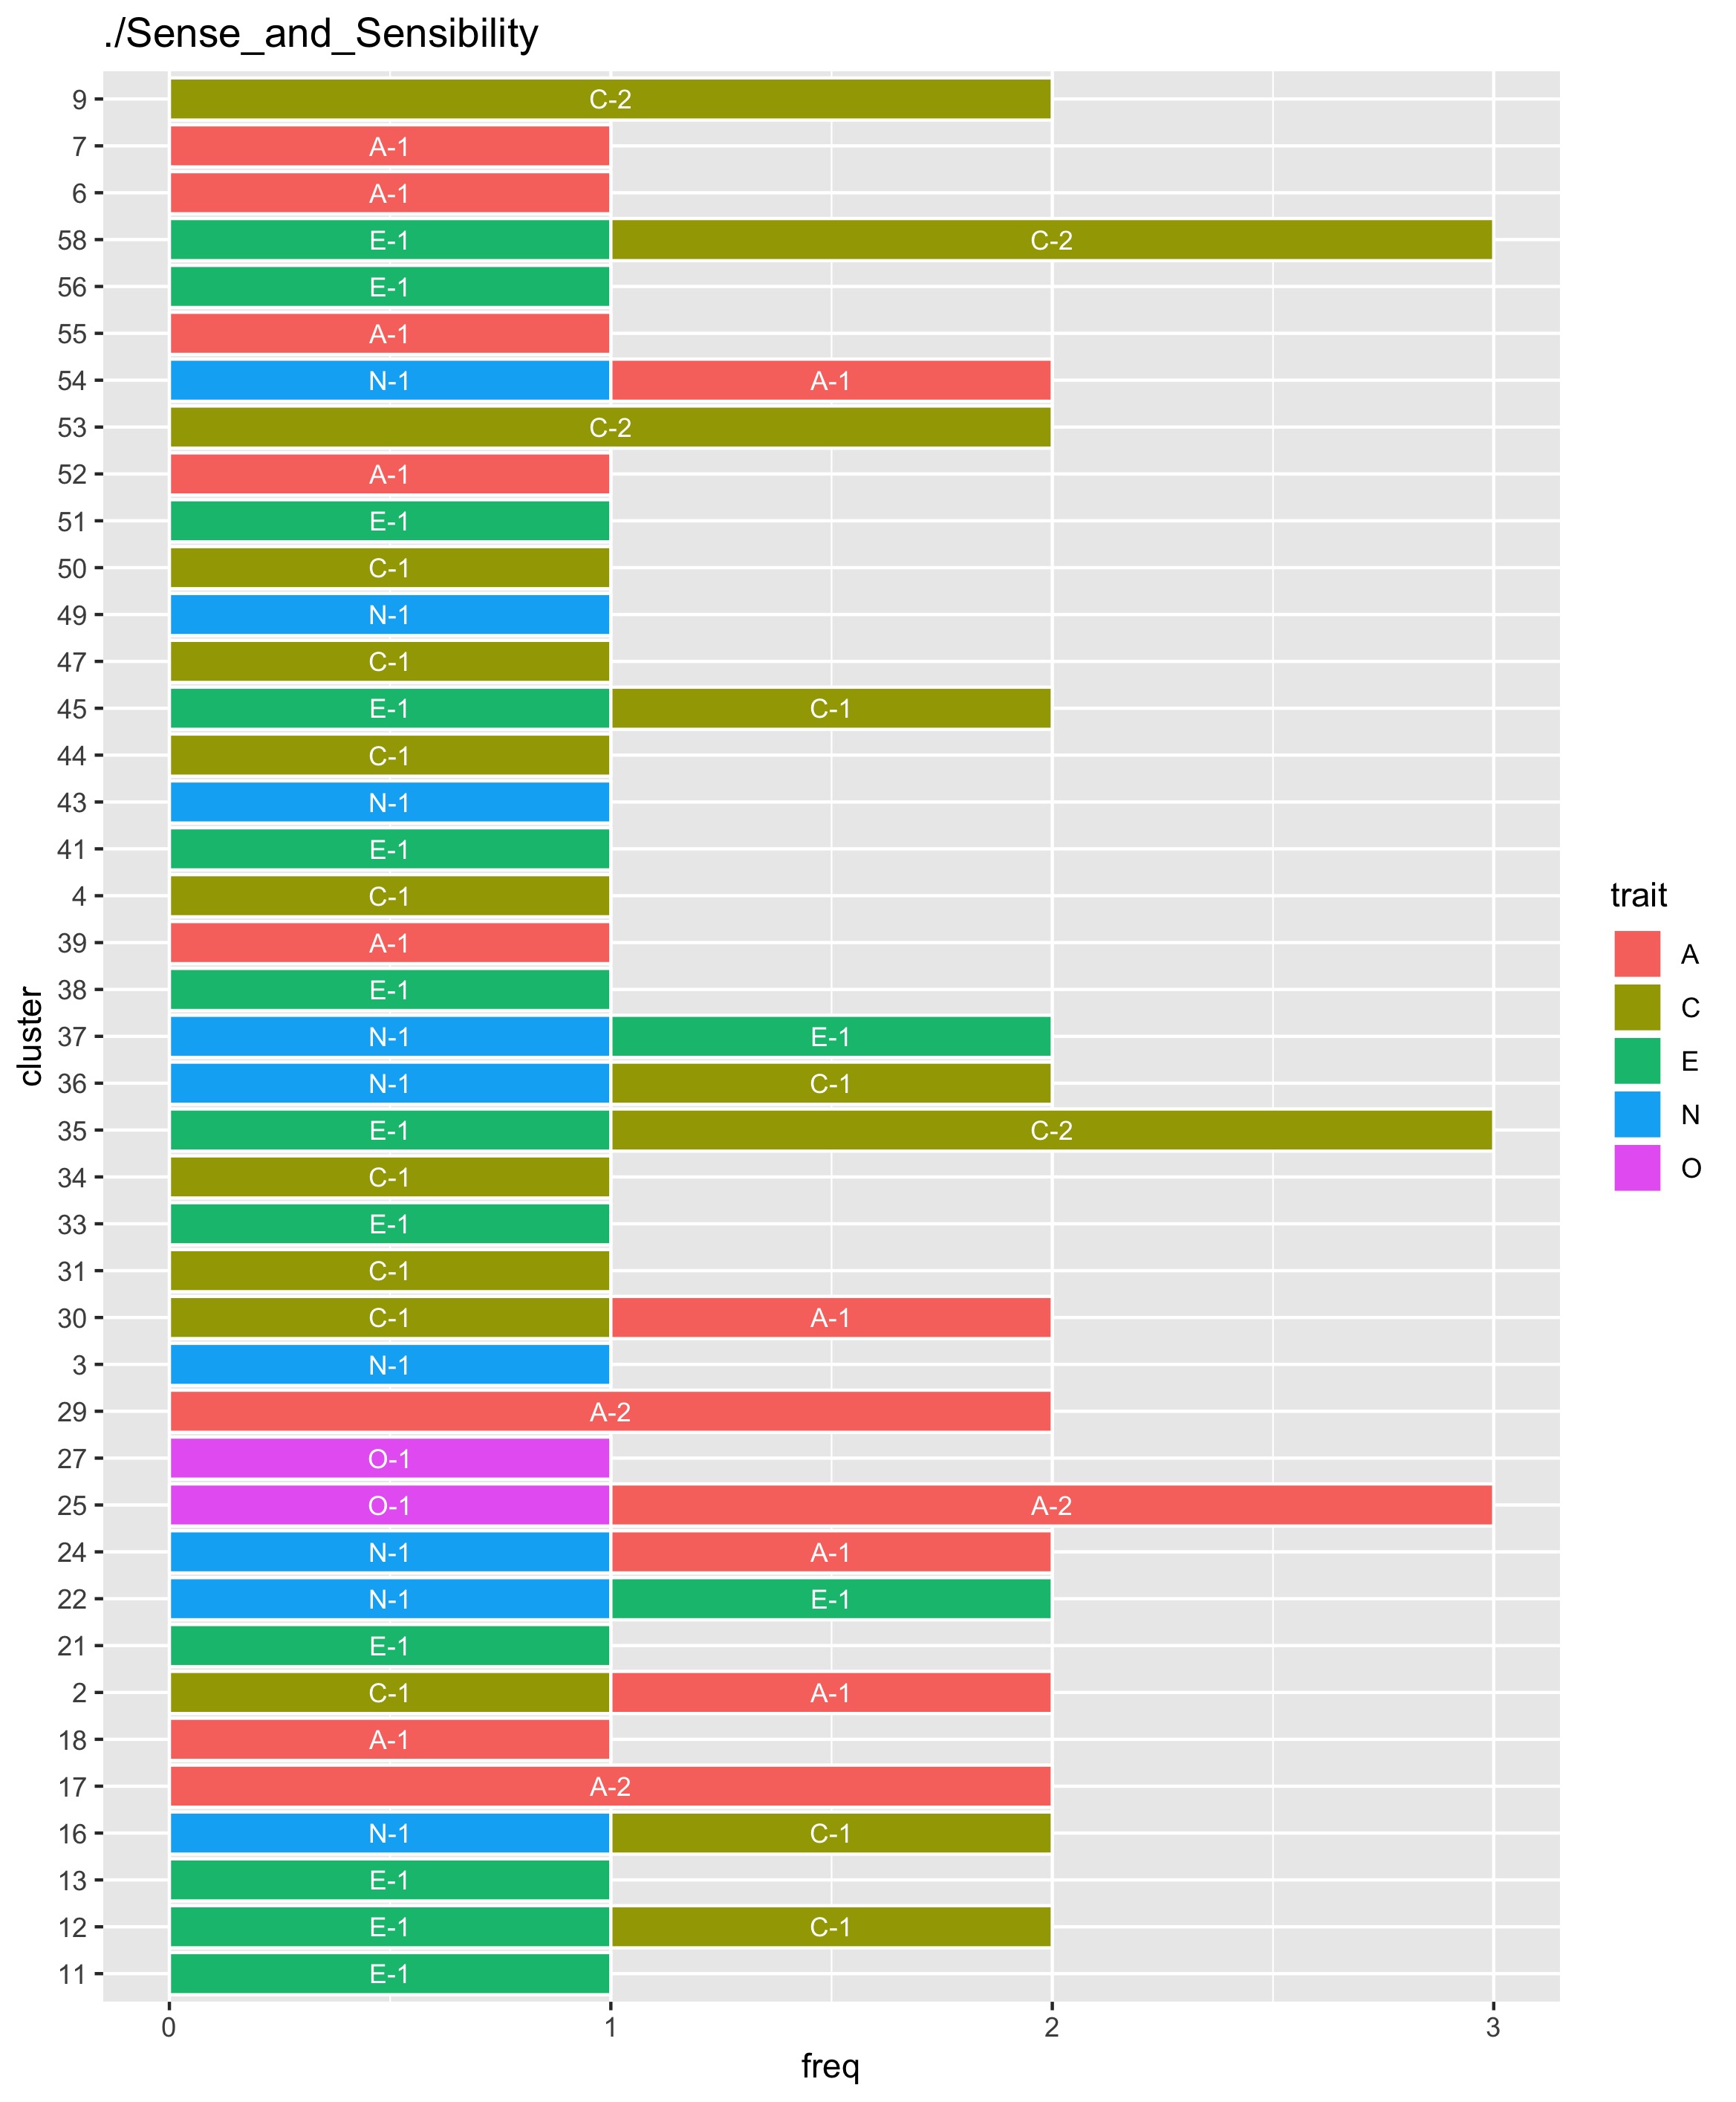 ./Sense_and_Sensibility
9 C-2
7 A-1
6 A-1
58 E-1 C-2
56 E-1
55 A-1
54 N-1 A-1
53 C-2
52 A-1
51 E-1
50 C-1
49 N-1
47 C-1
45 E-1 C-1
44 C-1
43 N-1
41 E-1
4 C-1
39 A-1
38 E-1
37 N-1 E-1
36 N-1 C-1
35 E-1 C-2
34 C-1
33 E-1
31 C-1
30 C-1 A-1
3 N-1
29 A-2
27 O-1
25 O-1 A-2
24 N-1 A-1
22 N-1 E-1
21 E-1
2 C-1 A-1
18 A-1
17 A-2
16 N-1 C-1
13 E-1
12 E-1 C-1
11 E-1
0 1 2 3
freq
cluster
trait
A
C
E
N
O